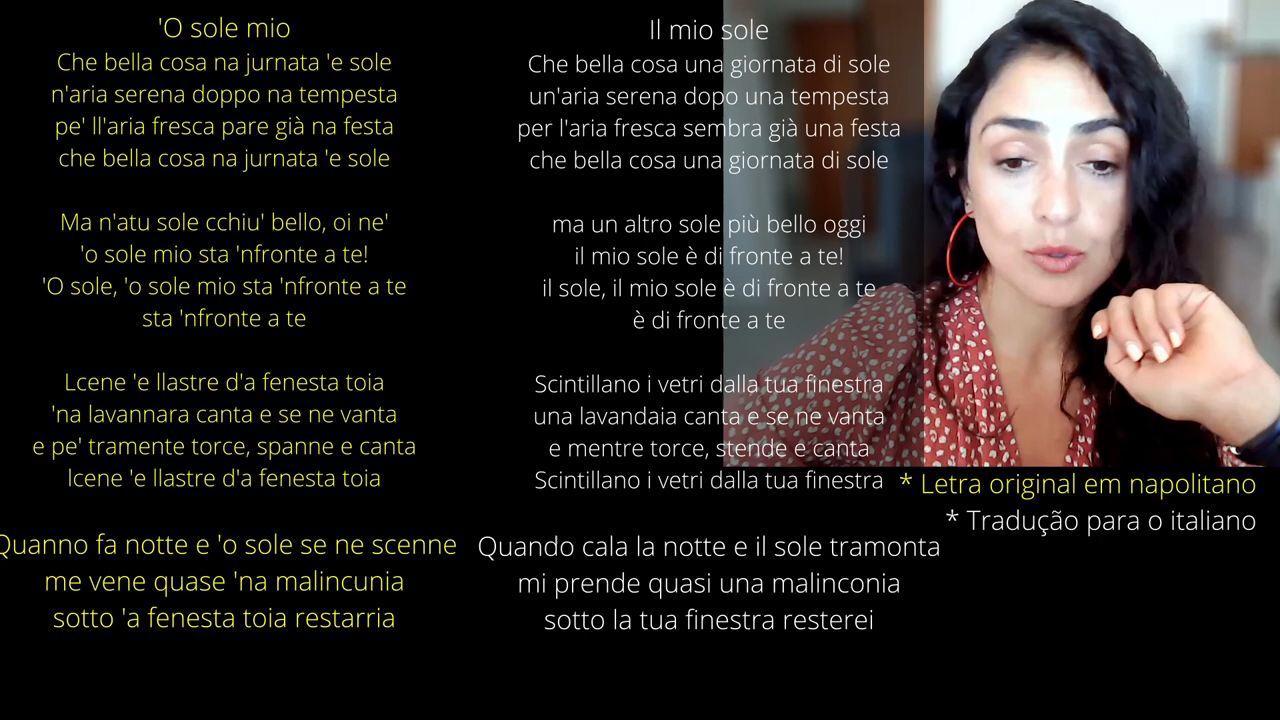 'O sole mio
Che bella cosa na jurnata 'e sole
n'aria serena doppo na tempesta
pe' ll'aria fresca pare già na festa
che bella cosa na jurnata 'e sole
Ma n'atu sole cchiu' bello, oi ne'
'o sole mio sta 'nfronte a te!
'O sole, 'o sole mio sta 'nfronte a te
sta 'nfronte a te
Lcene 'e llastre d'a fenesta toia
'na lavannara canta e se ne vanta
e pe' tramente torce, spanne e canta
lcene 'e llastre d'a fenesta toia
Quanno fa notte e 'o sole se ne scenne
me vene quase 'na malincunia
sotto 'a fenesta toia restarria
Il mio sole
Che bella cosa una giornata di sole
un'aria serena dopo una tempesta
per l'aria fresca sembra già una festa
che bella cosa una giornata di sole
ma un altro sole più bello oggi
il mio sole è di fronte a te!
il sole, il mio sole è di fronte a te
è di fronte a te
Scintillano i vetri dalla tua finestra
una lavandaia canta e se ne vanta
e mentre torce, stende e canta
Scintillano i vetri dalla tua finestra
Quando cala la notte e il sole tramonta
mi prende quasi una malinconia
sotto la tua finestra resterei
* Letra original em napolitano
* Tradução para o italiano